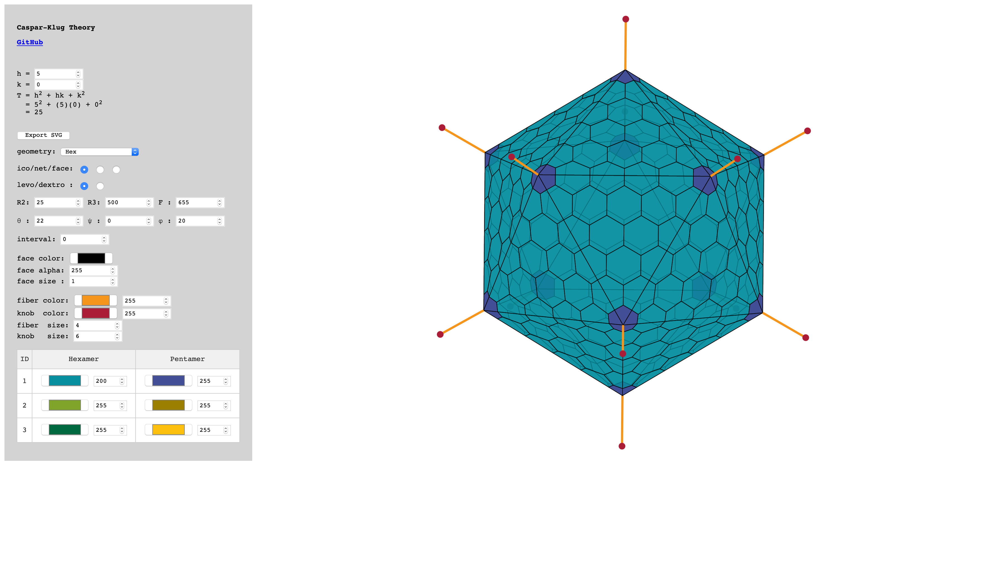 Caspar-Klug Theory
GitHub
h = 5
k = 0
T = h² + hk + k²
= 5² + (5)(0) + 0²
= 25
Export SVG
geometry: Hex
ico/net/face:
levo/dextro :
R2: 25 R3: 500 F : 655
θ : 22 ψ : 0 φ : 20
interval: 0
face color:
face alpha: 255
face size : 1
fiber color: 255
knob color: 255
fiber size: 4
knob size: 6
ID Hexamer Pentamer
1 200 255
2 255 255
3 255 255